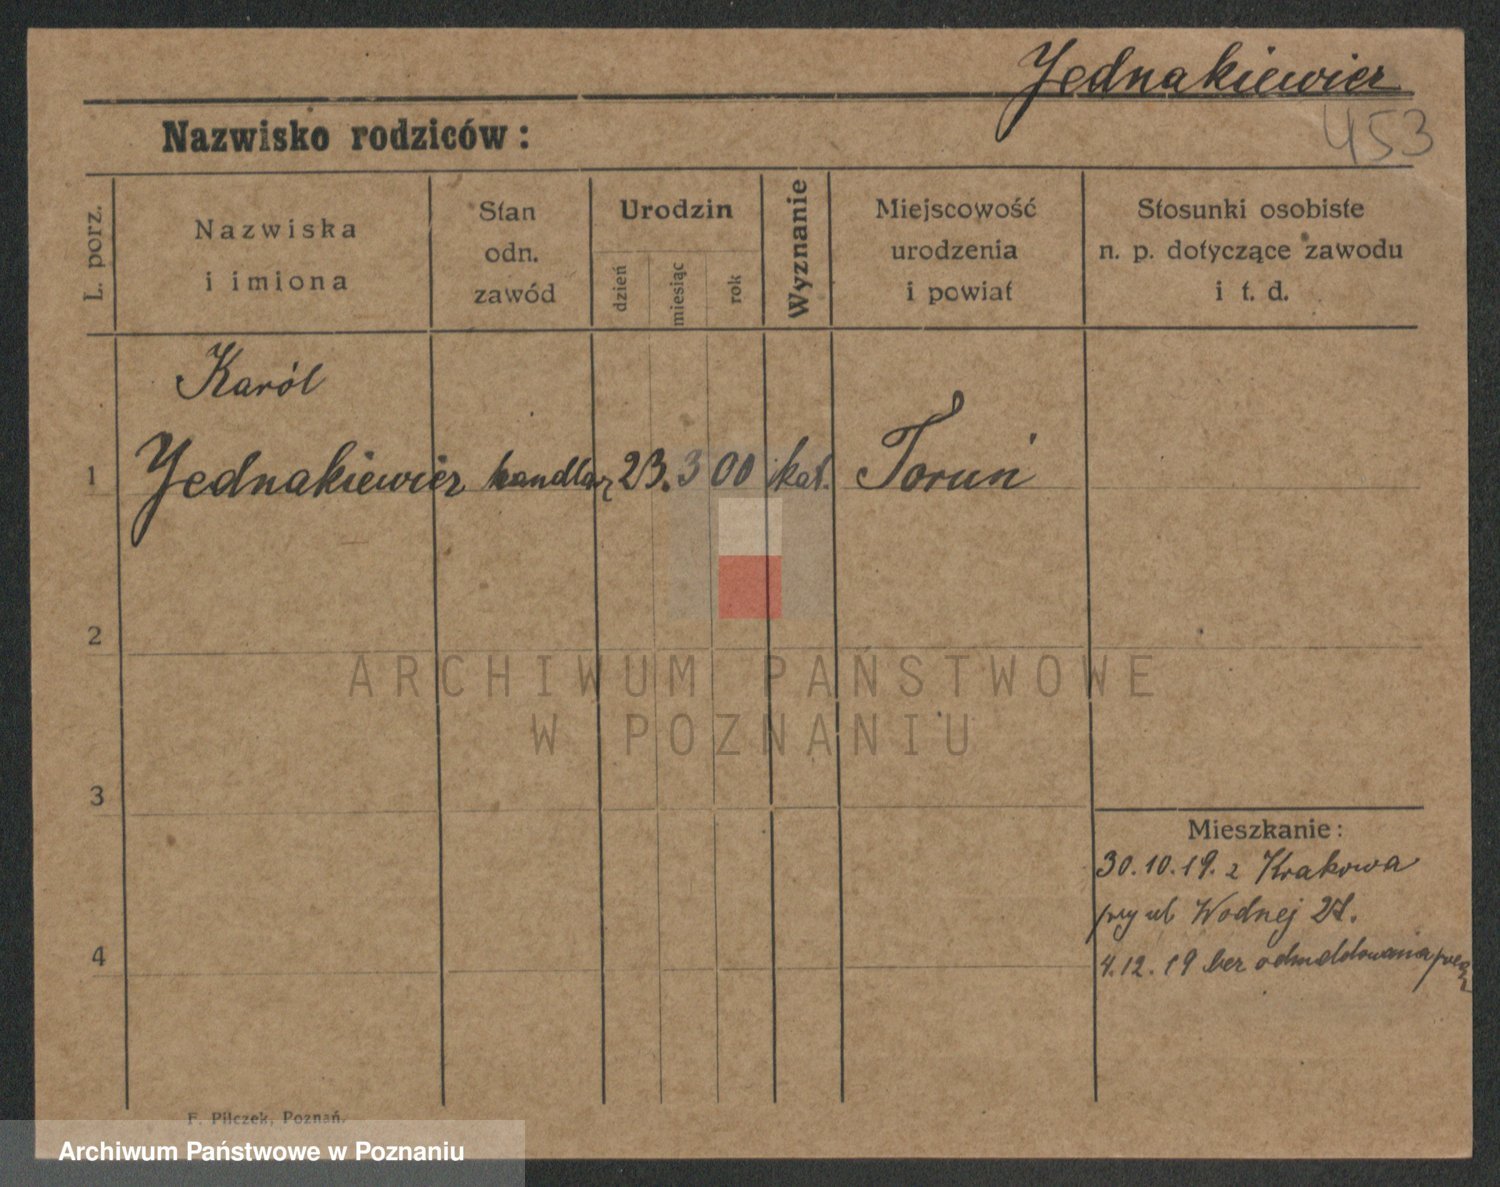 Jednakiewicz
453
Nazwisko rodziców:
L. porz.
Nazwiska
i imiona
Stan
odn.
zawód
Urodzin
dzień
miesiąc
rok
Wyznanie
Miejscowość
urodzenia
i powiat
Stosunki osobiste
n. p. dotyczące zawodu
i t. d.
Karól
1 Jednakiewicz handlarz 23. 3 00 kat. Toruń
2
3
4
Mieszkanie:
30.10.19. z Krakowa
przy ul Wodnej 21.
4.12.19 bez odmeldowania
F. Pilczek, Poznań.
ARCHIWUM PAŃSTWOWE
W POZNANIU
Archiwum Państwowe w Poznaniu